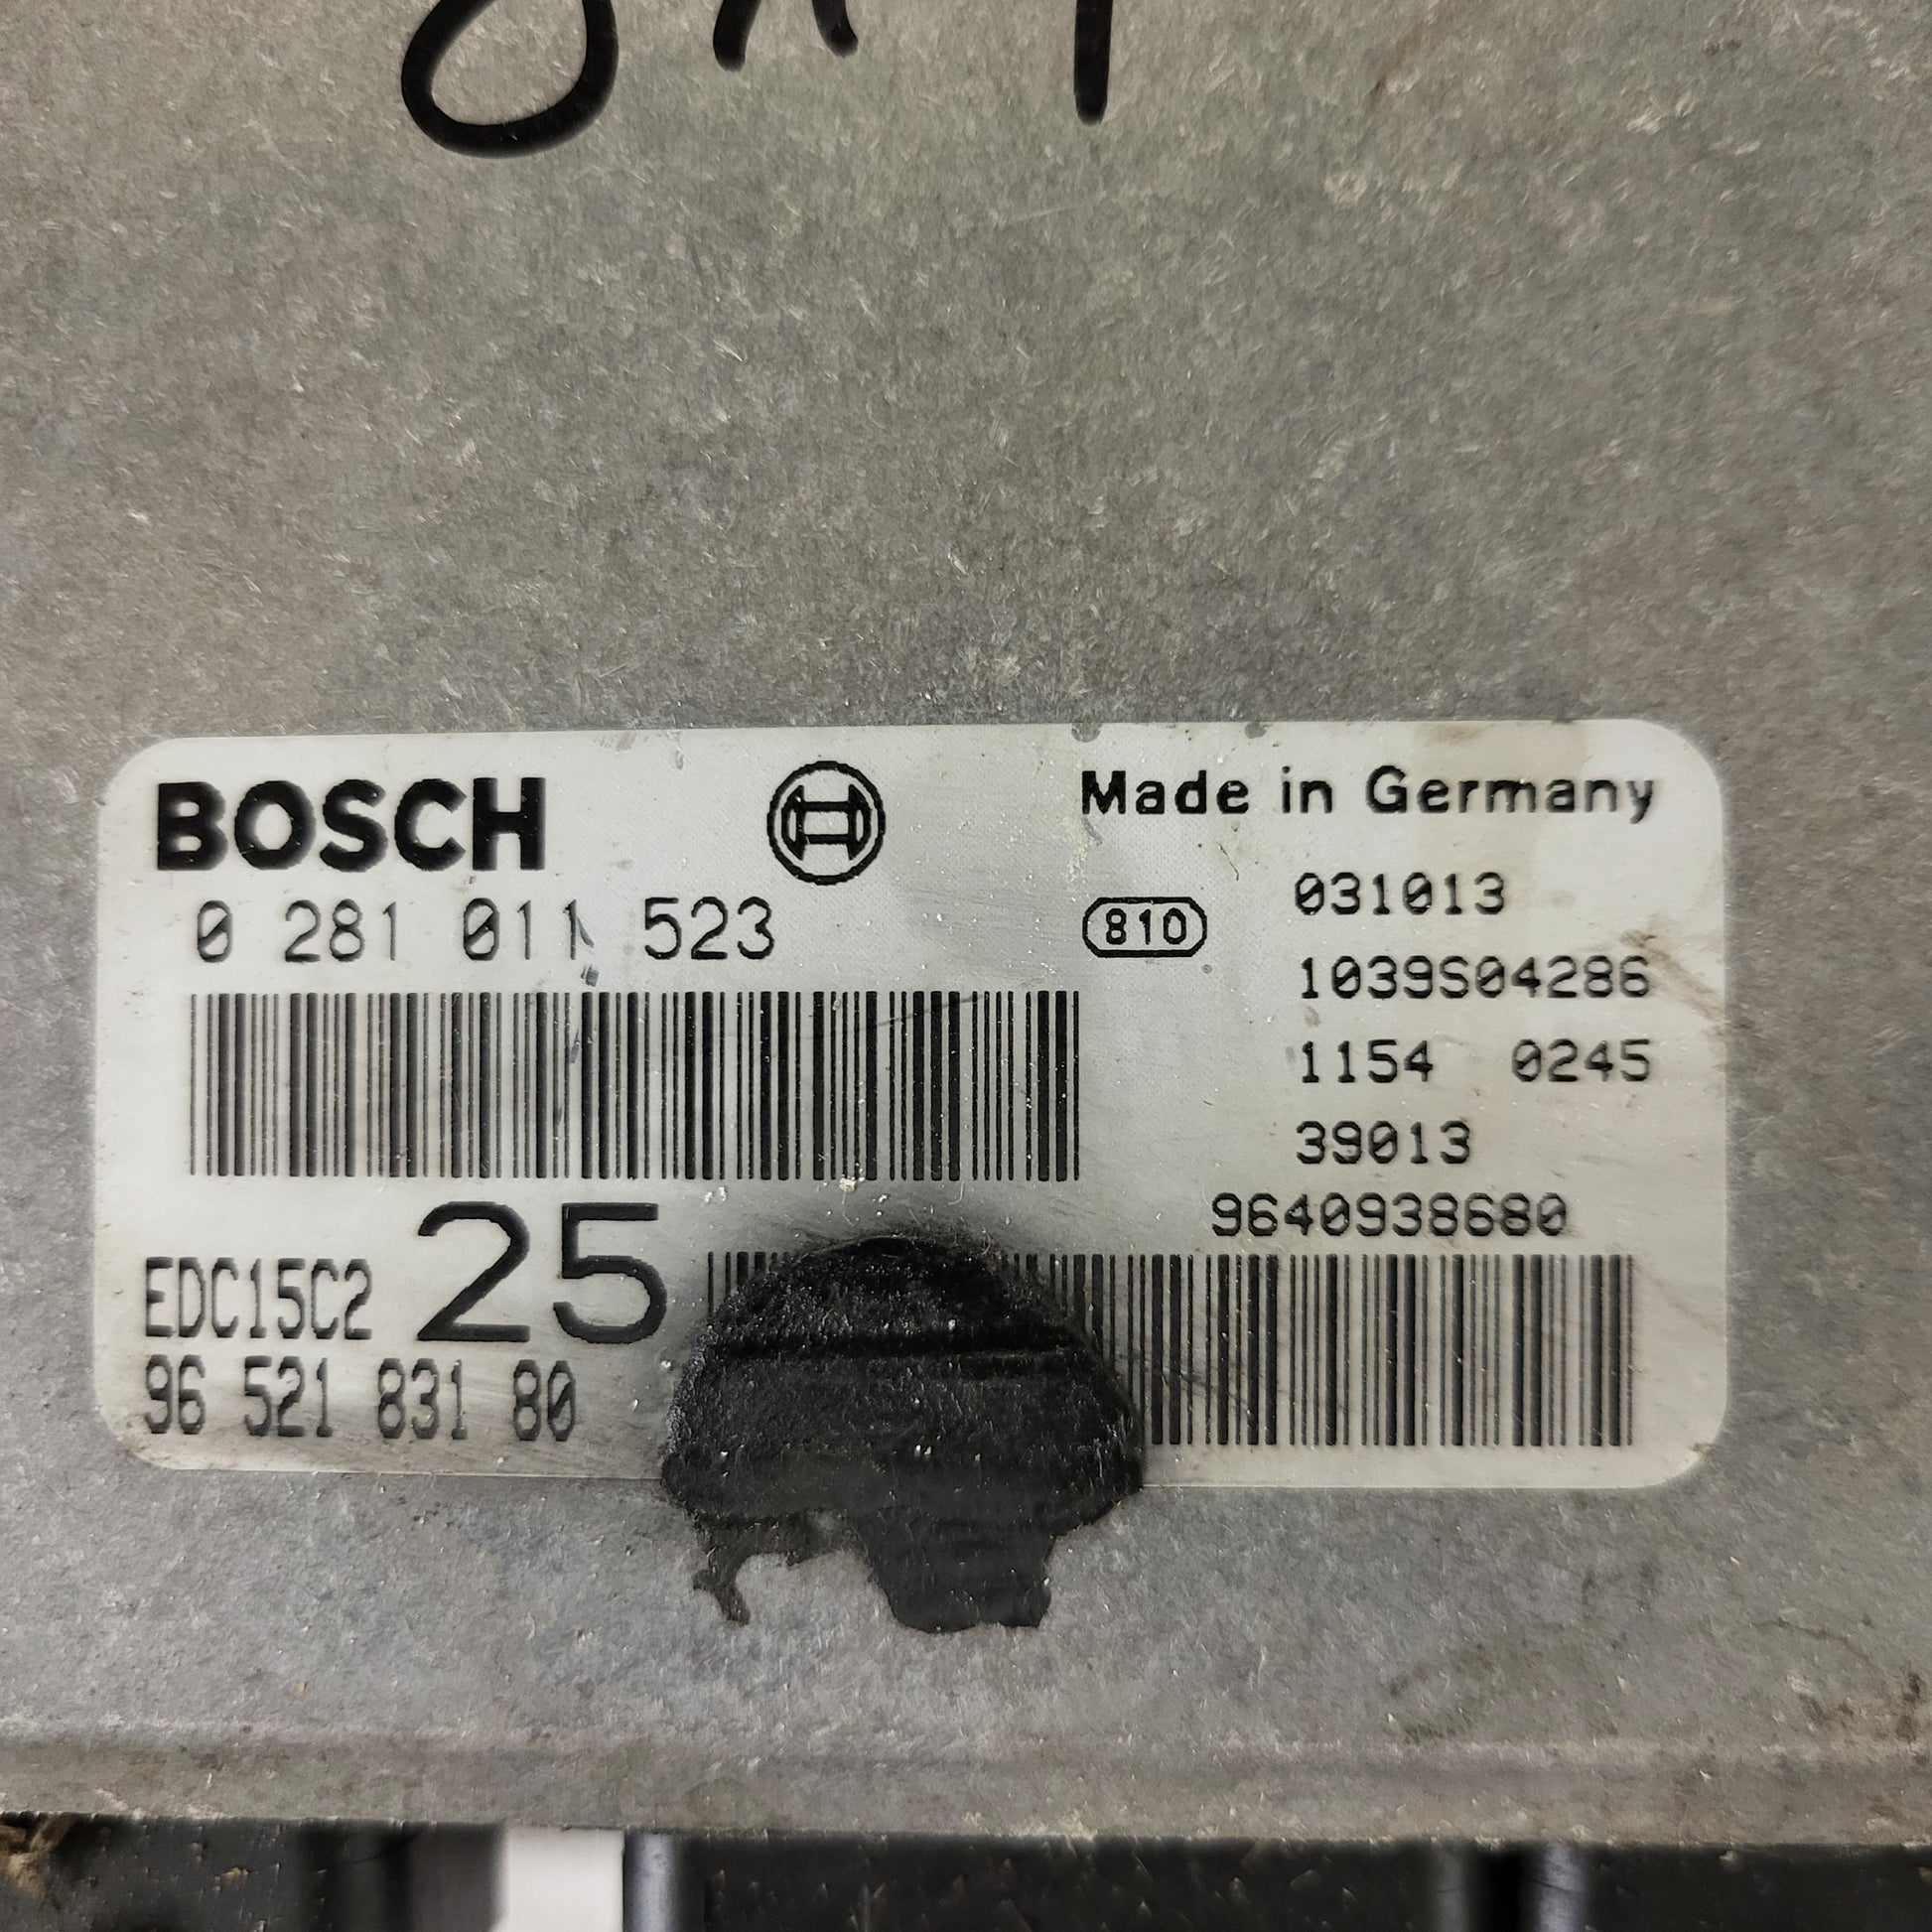 BOSCH
Made in Germany
0 281 011 523
810
031013
1039S04286
1154 0245
39013
9640938680
EDC15C2 25
96 521 831 80